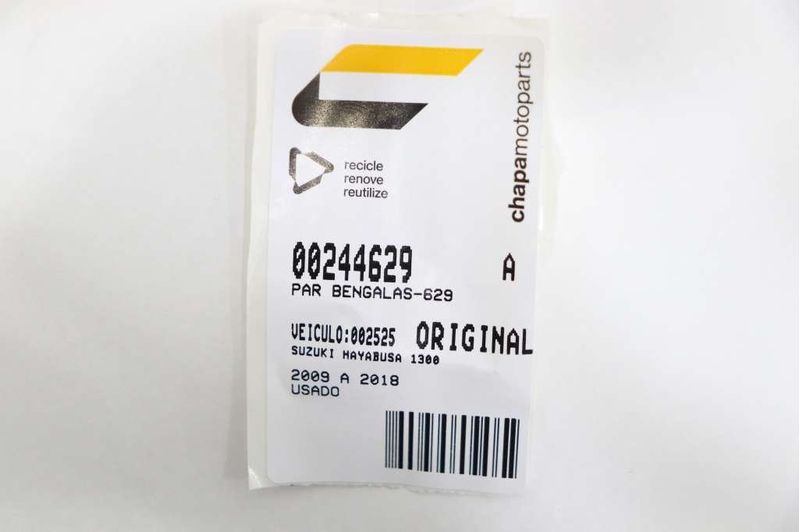 chapamotoparts
recicle
renove
reutilize
00244629 A
PAR BENGALAS-629
VEICULO:002525 ORIGINAL
SUZUKI HAYABUSA 1300
2009 A 2018
USADO